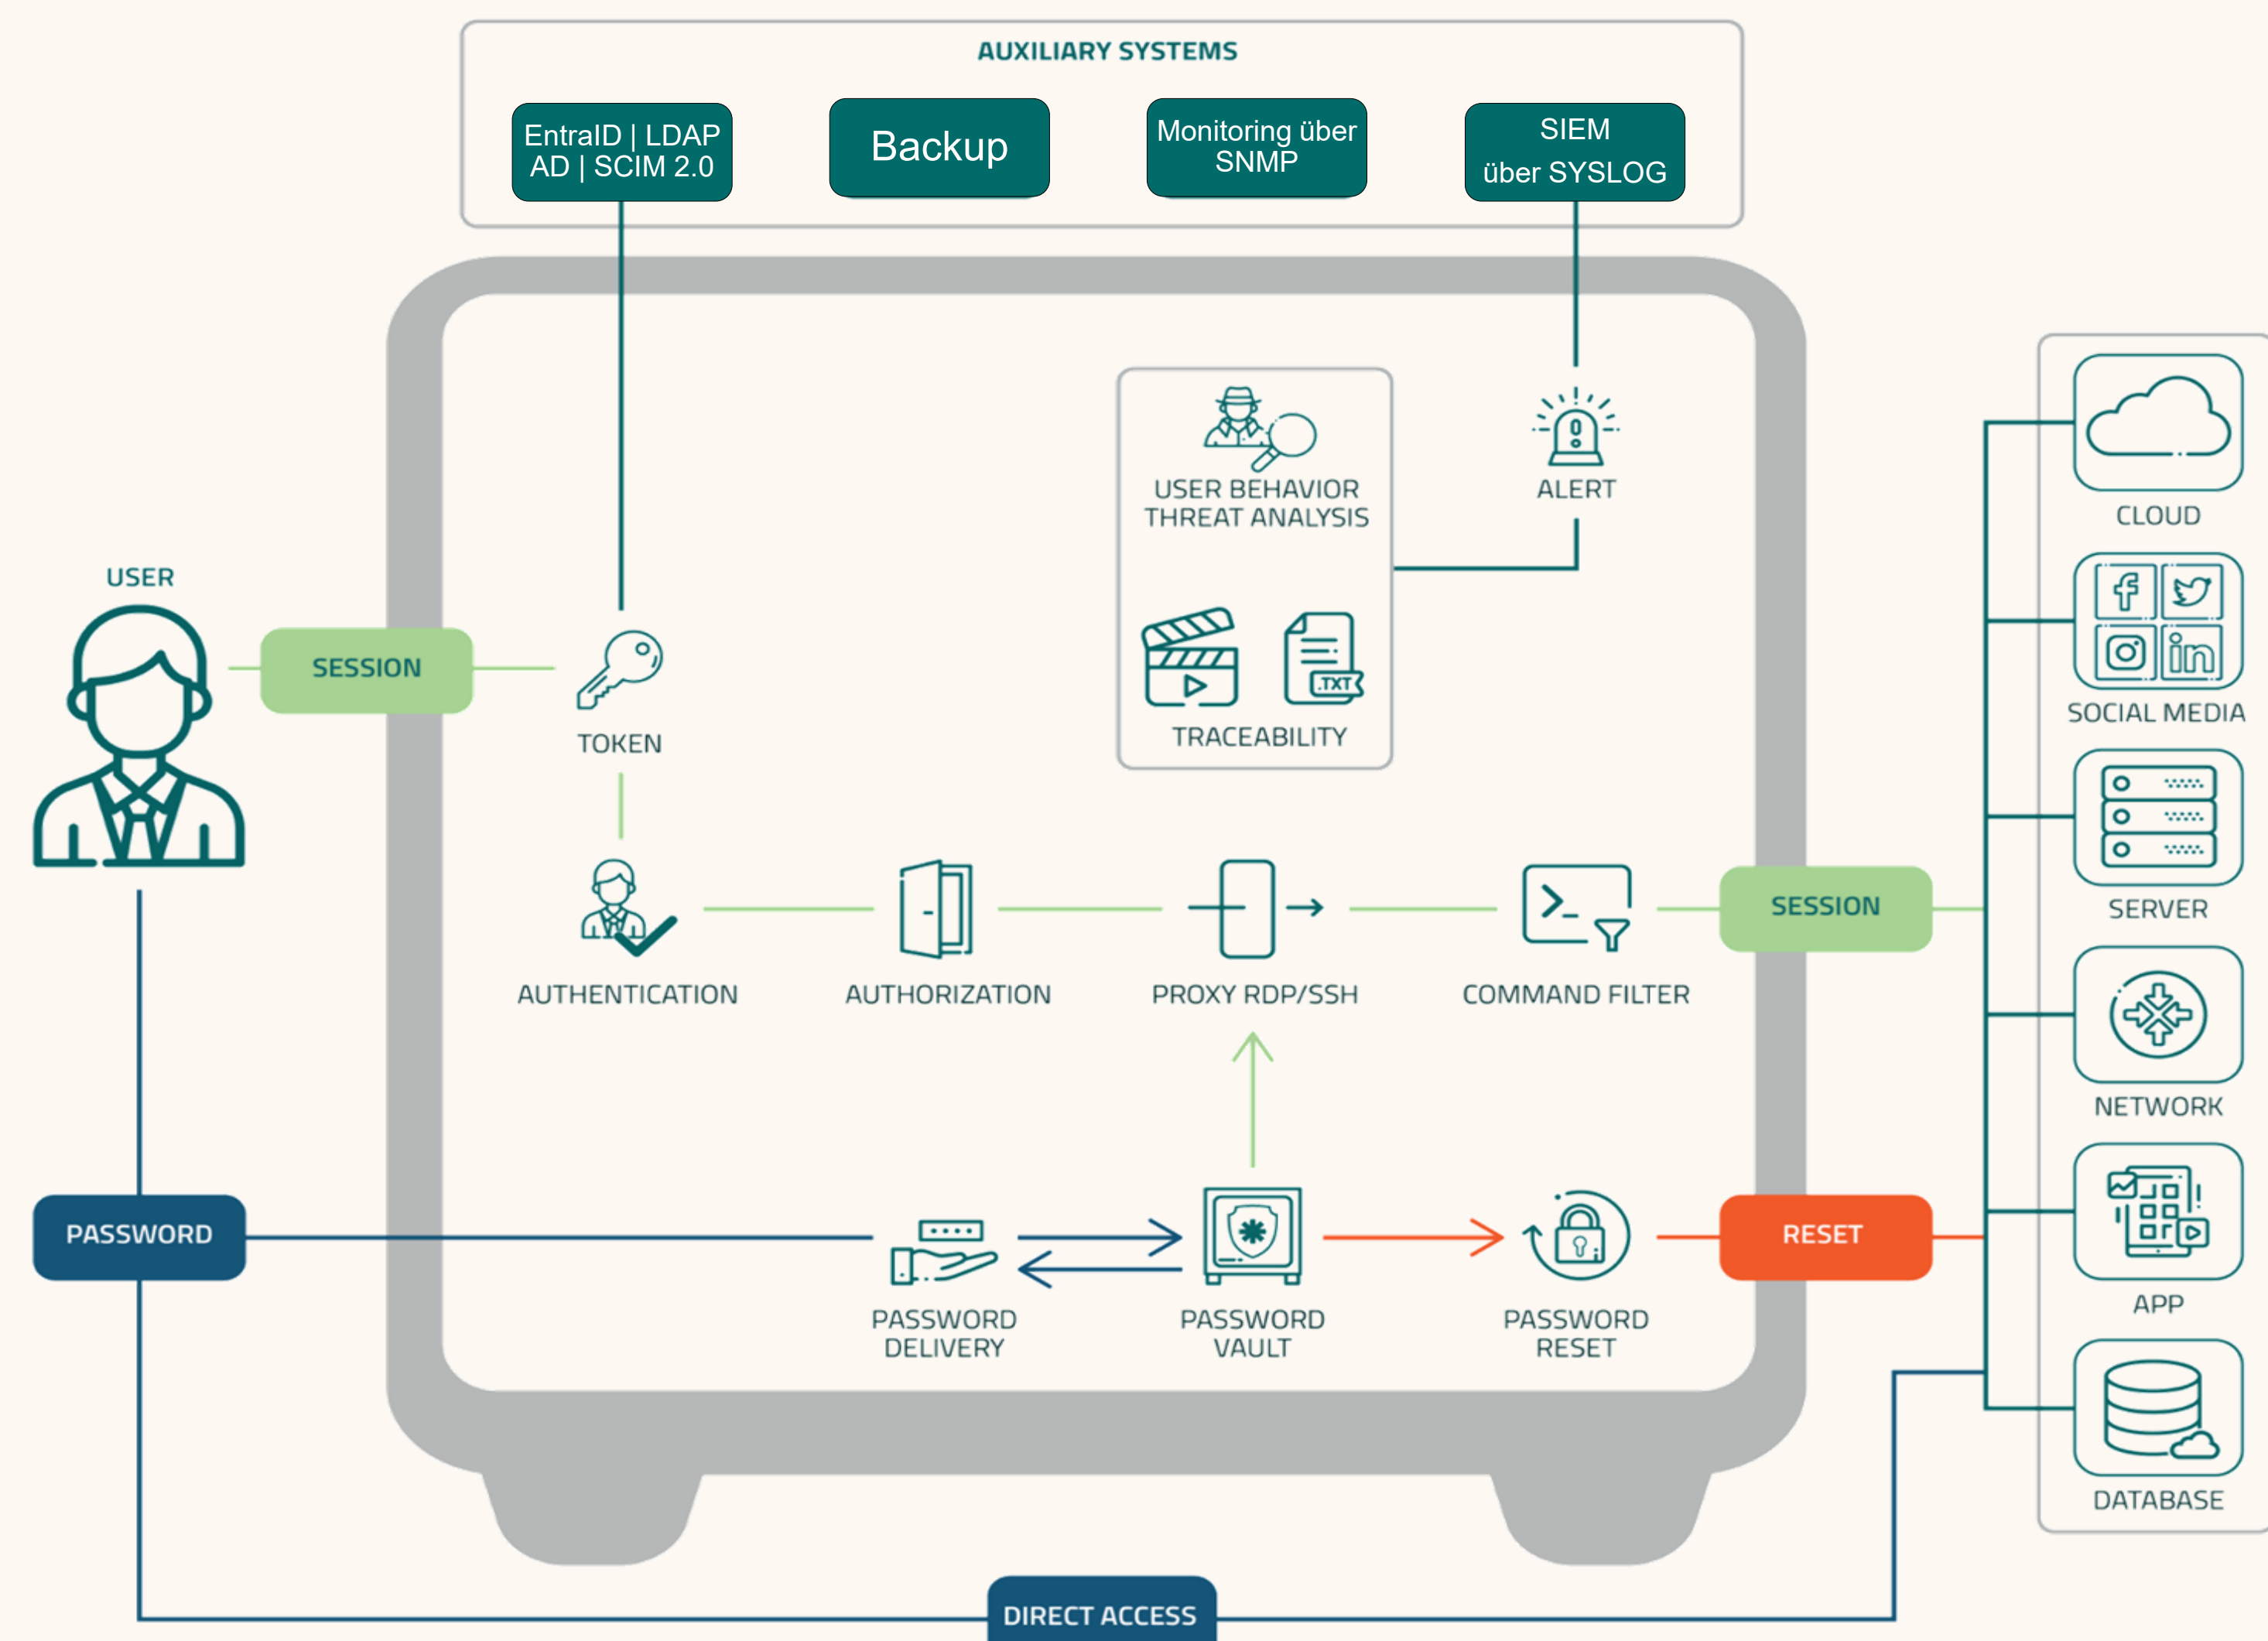 AUXILIARY SYSTEMS
EntraID | LDAP
AD | SCIM 2.0
Backup
Monitoring über
SNMP
SIEM
über SYSLOG
USER BEHAVIOR
THREAT ANALYSIS
ALERT
.TXT
TRACEABILITY
USER
SESSION
TOKEN
AUTHENTICATION
AUTHORIZATION
PROXY RDP/SSH
COMMAND FILTER
SESSION
PASSWORD
PASSWORD
DELIVERY
PASSWORD
VAULT
PASSWORD
RESET
RESET
DIRECT ACCESS
CLOUD
f
in
SOCIAL MEDIA
SERVER
NETWORK
APP
DATABASE